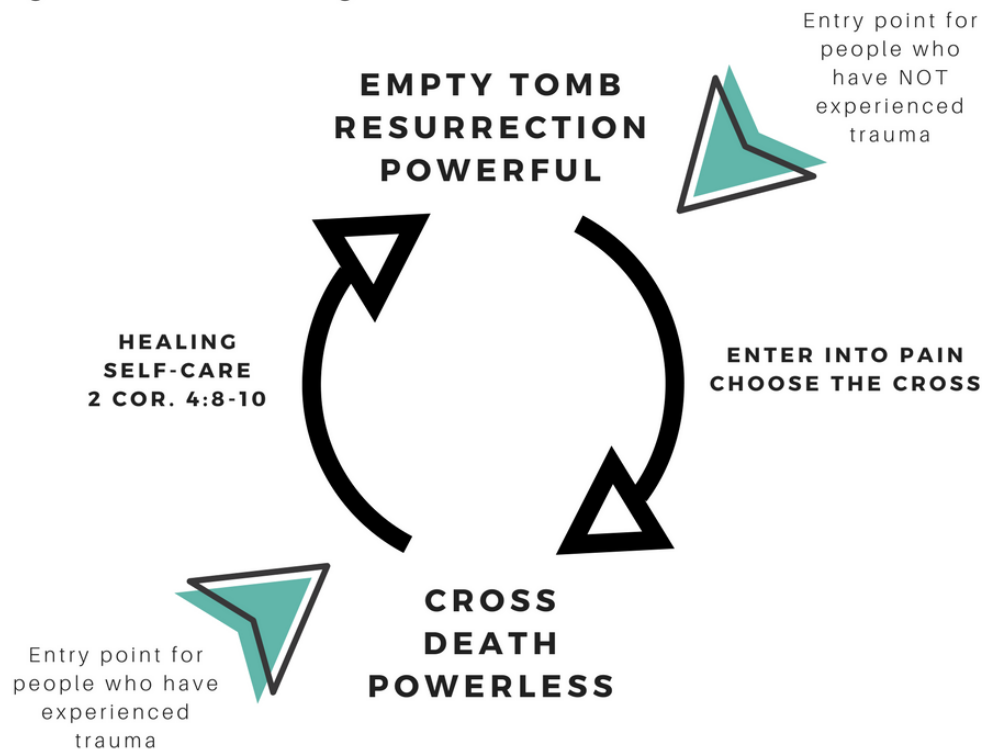 Entry point for
people who
have NOT
experienced
trauma
EMPTY TOMB
RESURRECTION
POWERFUL
HEALING
SELF-CARE
2 COR. 4:8-10
ENTER INTO PAIN
CHOOSE THE CROSS
CROSS
DEATH
POWERLESS
Entry point for
people who have
experienced
trauma